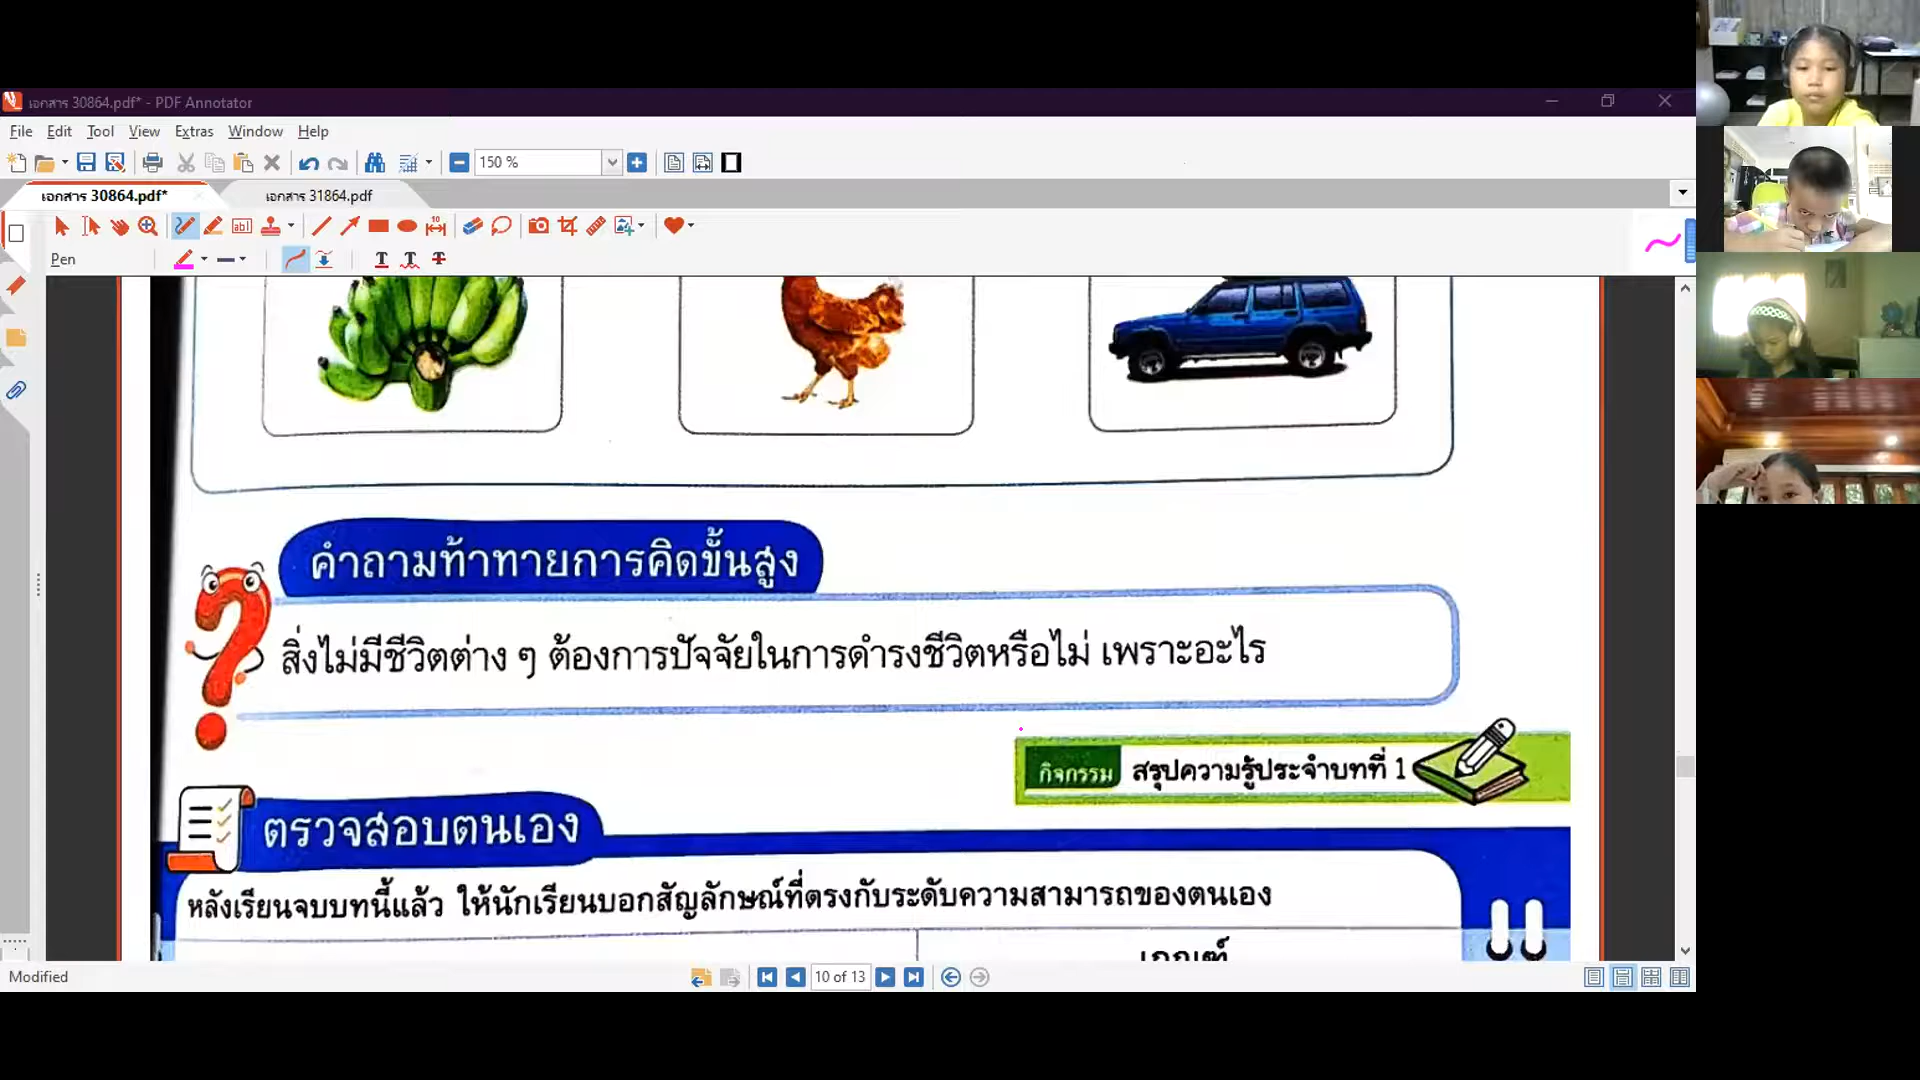 เอกสาร 30864.pdf* - PDF Annotator
File Edit Tool View Extras Window Help
150 %
เอกสาร 30864.pdf* เอกสาร 31864.pdf
Pen
คำถามท้าทายการคิดขั้นสูง
สิ่งไม่มีชีวิตต่าง ๆ ต้องการปัจจัยในการดำรงชีวิตหรือไม่ เพราะอะไร
กิจกรรม สรุปความรู้ประจำบทที่ 1
ตรวจสอบตนเอง
หลังเรียนจบบทนี้แล้ว ให้นักเรียนบอกสัญลักษณ์ที่ตรงกับระดับความสามารถของตนเอง
เกณฑ์
Modified 10 of 13